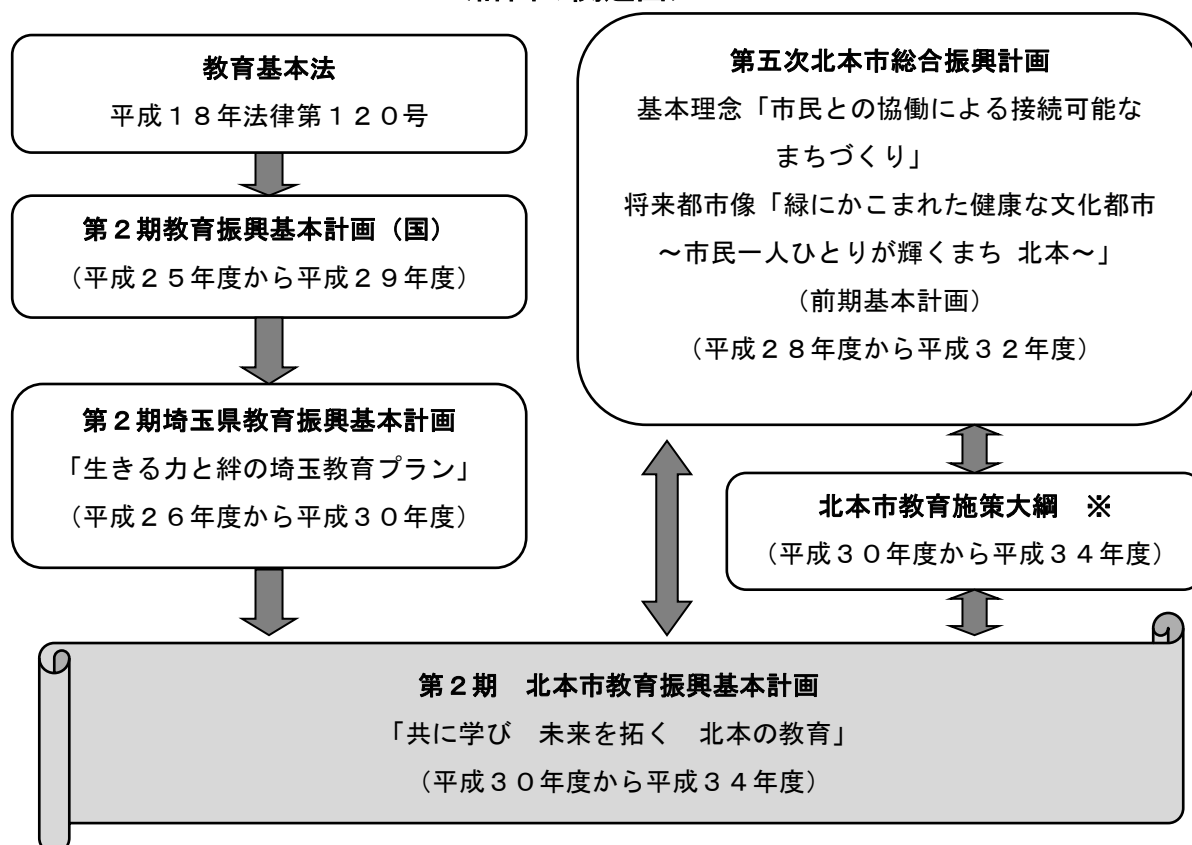 教育基本法
平成１８年法律第１２０号
第２期教育振興基本計画（国）
（平成２５年度から平成２９年度）
第２期埼玉県教育振興基本計画
「生きる力と絆の埼玉教育プラン」
（平成２６年度から平成３０年度）
第五次北本市総合振興計画
基本理念「市民との協働による接続可能な
まちづくり」
将来都市像「緑にかこまれた健康な文化都市
～市民一人ひとりが輝くまち 北本～」
（前期基本計画）
（平成２８年度から平成３２年度）
北本市教育施策大綱　※
（平成３０年度から平成３４年度）
第２期　北本市教育振興基本計画
「共に学び　未来を拓く　北本の教育」
（平成３０年度から平成３４年度）